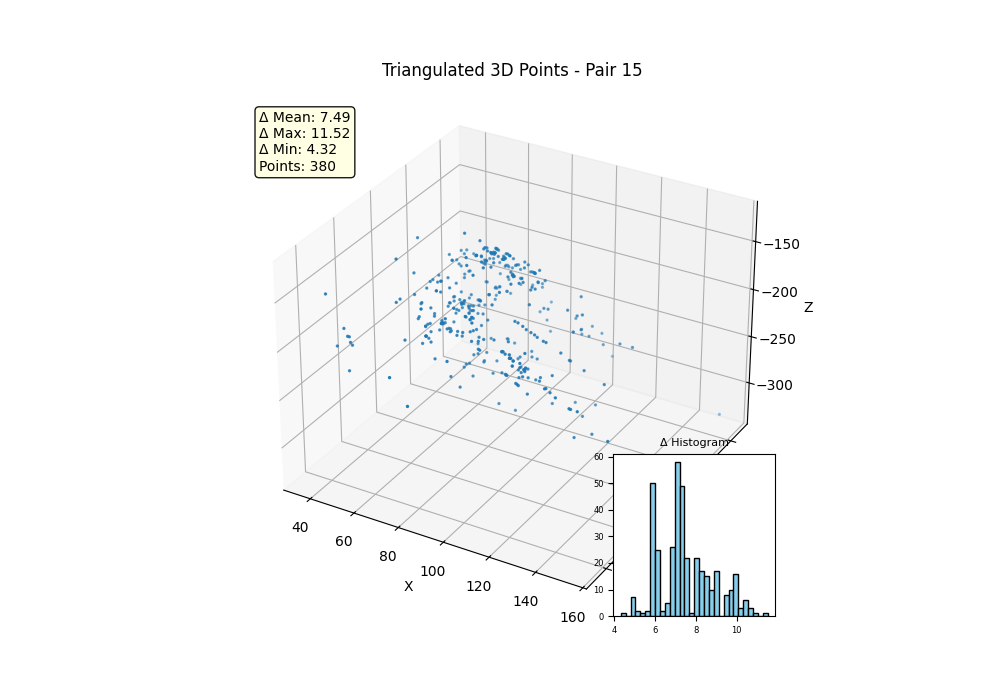 Triangulated 3D Points - Pair 15
Δ Mean: 7.49
Δ Max: 11.52
Δ Min: 4.32
Points: 380
−150
−200
Z
−250
−300
Δ Histogram
60
50
40
30
20
10
0
4 6 8 10
40
60
80
100
120
140
160
X